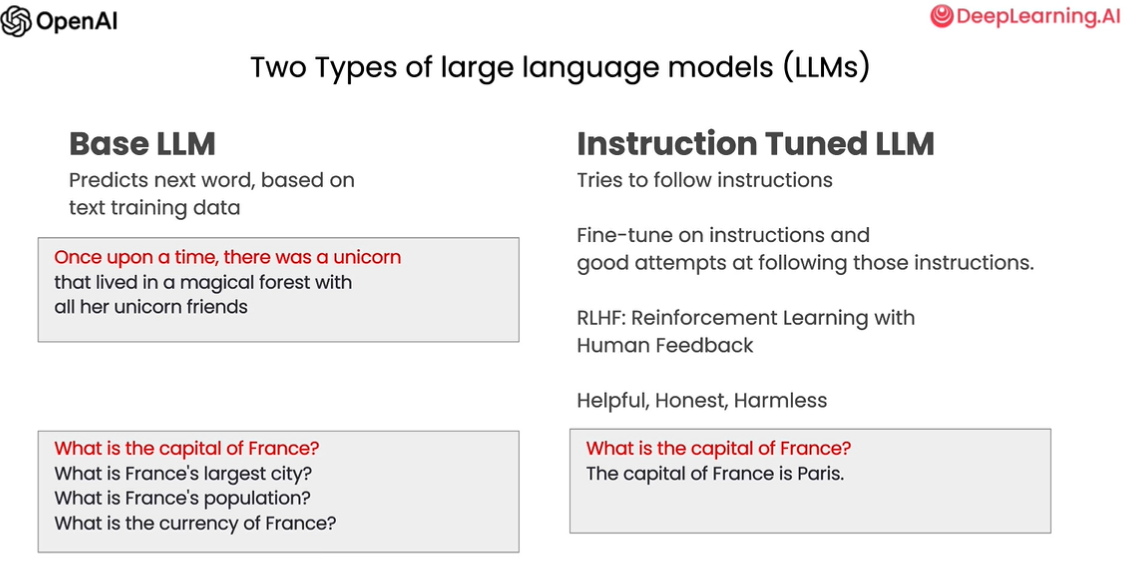 OpenAI
DeepLearning.AI
Two Types of large language models (LLMs)
Base LLM
Predicts next word, based on
text training data
Once upon a time, there was a unicorn
that lived in a magical forest with
all her unicorn friends
What is the capital of France?
What is France's largest city?
What is France's population?
What is the currency of France?
Instruction Tuned LLM
Tries to follow instructions
Fine-tune on instructions and
good attempts at following those instructions.
RLHF: Reinforcement Learning with
Human Feedback
Helpful, Honest, Harmless
What is the capital of France?
The capital of France is Paris.